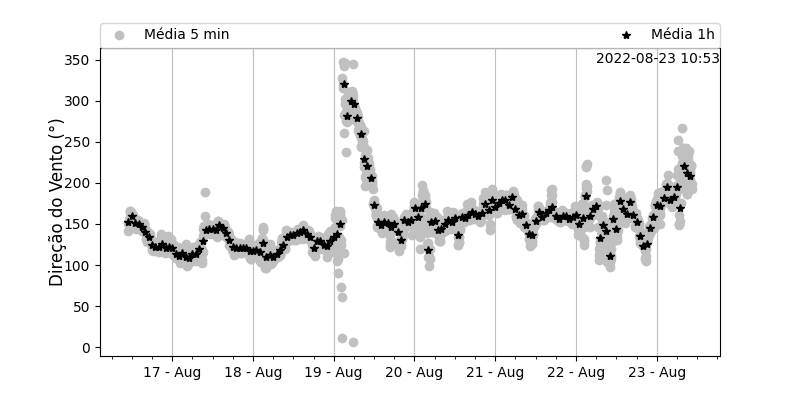 Média 5 min
Média 1h
2022-08-23 10:53
350
300
250
200
150
100
50
0
Direção do Vento (°)
17 - Aug
18 - Aug
19 - Aug
20 - Aug
21 - Aug
22 - Aug
23 - Aug